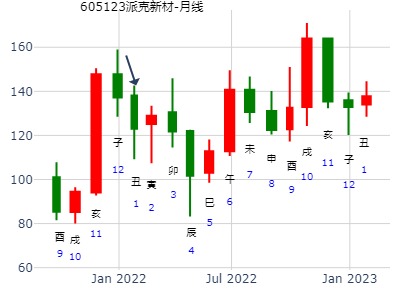 605123派克新材-月线
160
140
120
100
80
60
酉
9
戌
10
亥
11
子
12
丑
1
寅
2
卯
3
辰
4
巳
5
午
6
未
7
申
8
酉
9
戌
10
亥
11
子
12
丑
1
Jan 2022
Jul 2022
Jan 2023